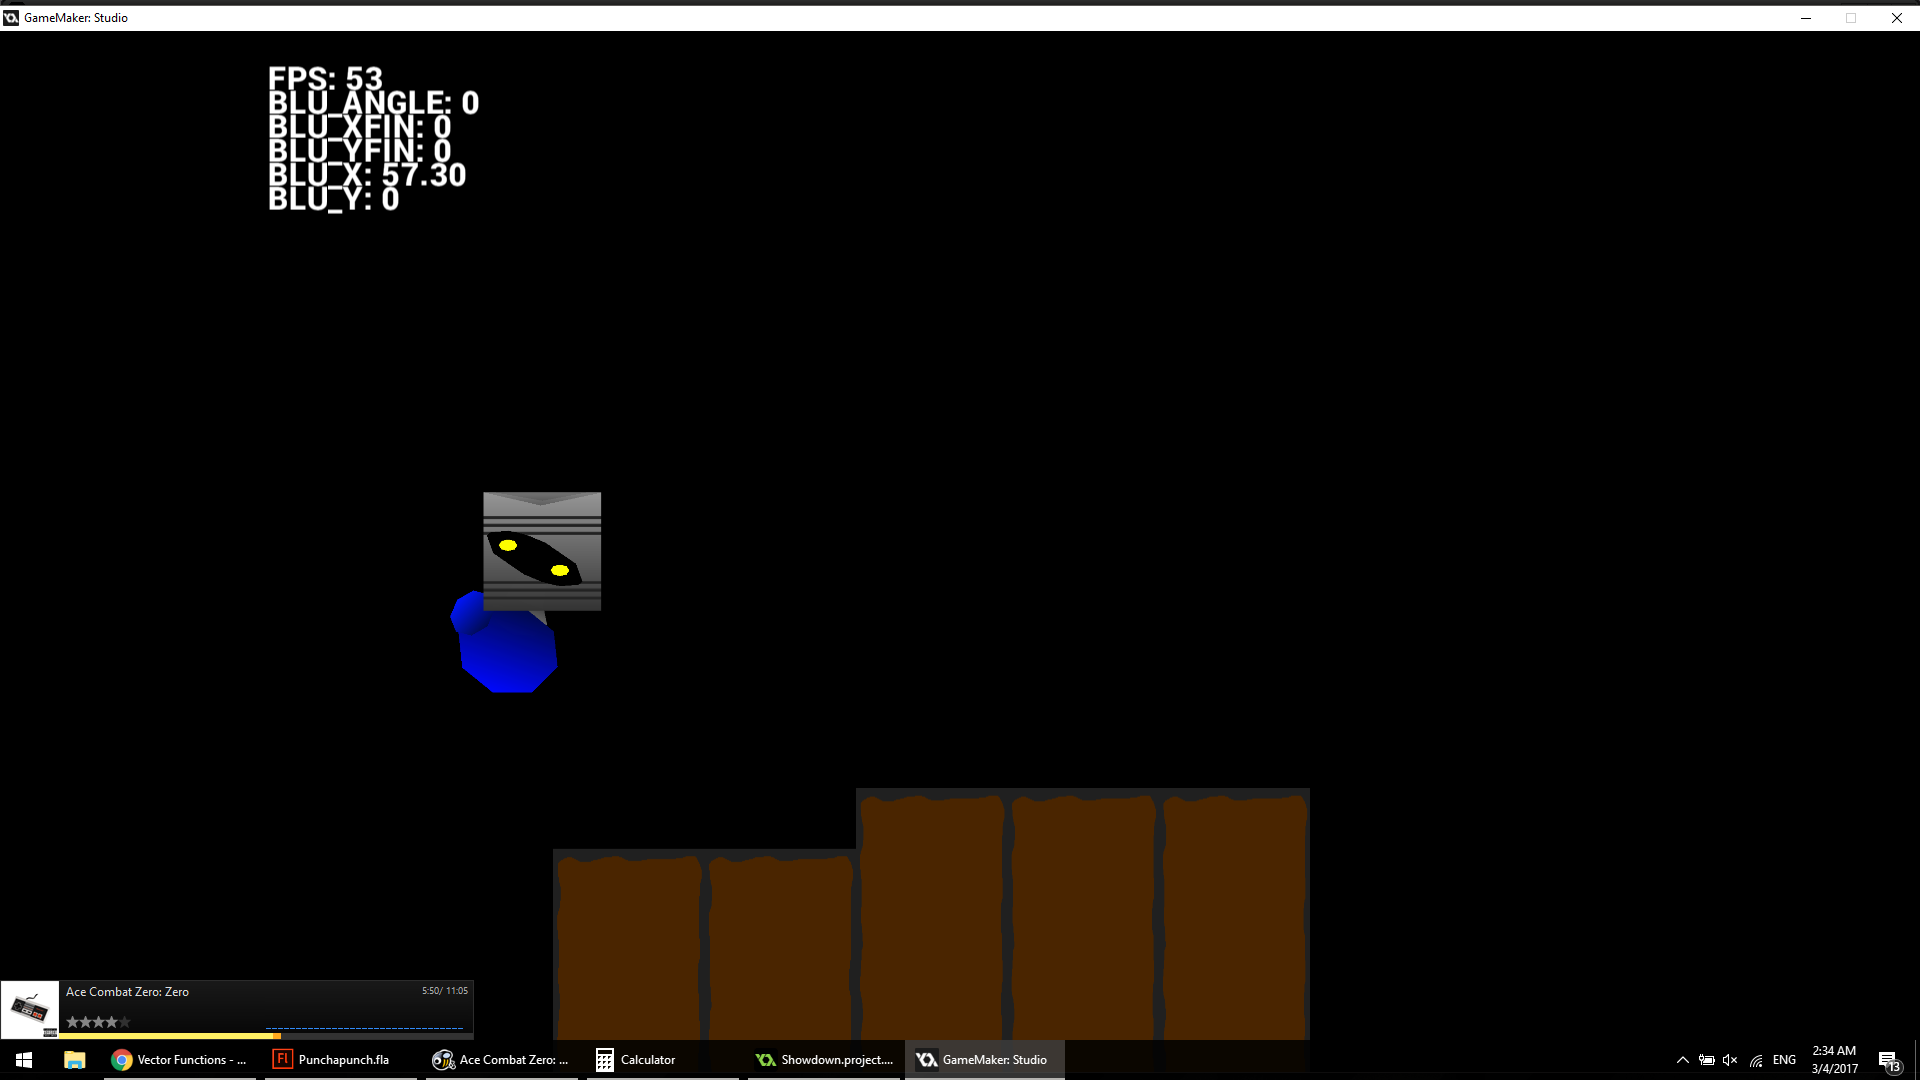 GameMaker: Studio
FPS: 53
BLU_ANGLE: 0
BLU_XFIN: 0
BLU_YFIN: 0
BLU_X: 57.30
BLU_Y: 0
Ace Combat Zero: Zero
5:50/ 11:05
Vector Functions - ...
Fl
Punchapunch.fla
Ace Combat Zero: ...
Calculator
Showdown.project....
GameMaker: Studio
ENG
2:34 AM
3/4/2017
13